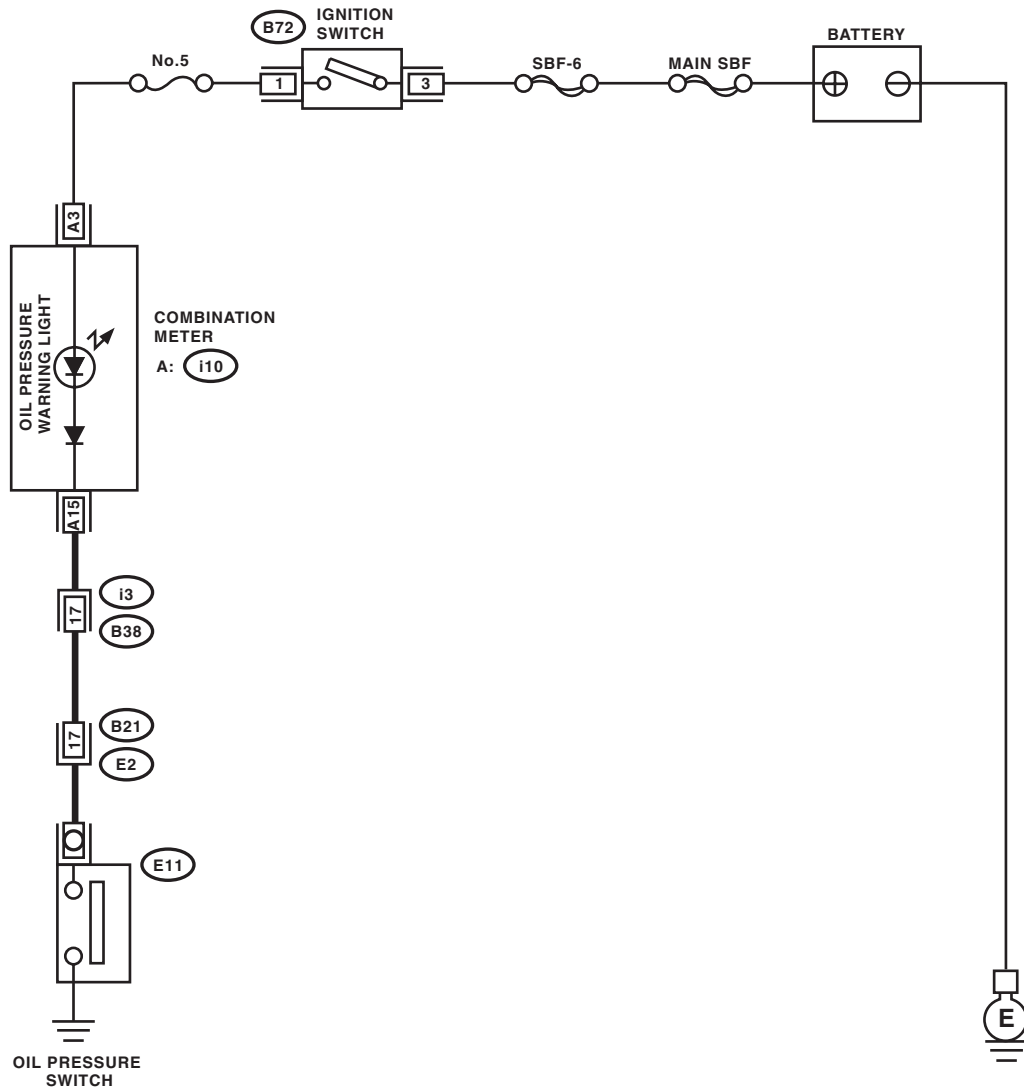 B72
IGNITION
SWITCH
BATTERY
No.5
SBF-6
MAIN SBF
1
3
A3
OIL PRESSURE
WARNING LIGHT
COMBINATION
METER
A: i10
A15
i3
17
B38
B21
17
E2
E11
E
OIL PRESSURE
SWITCH